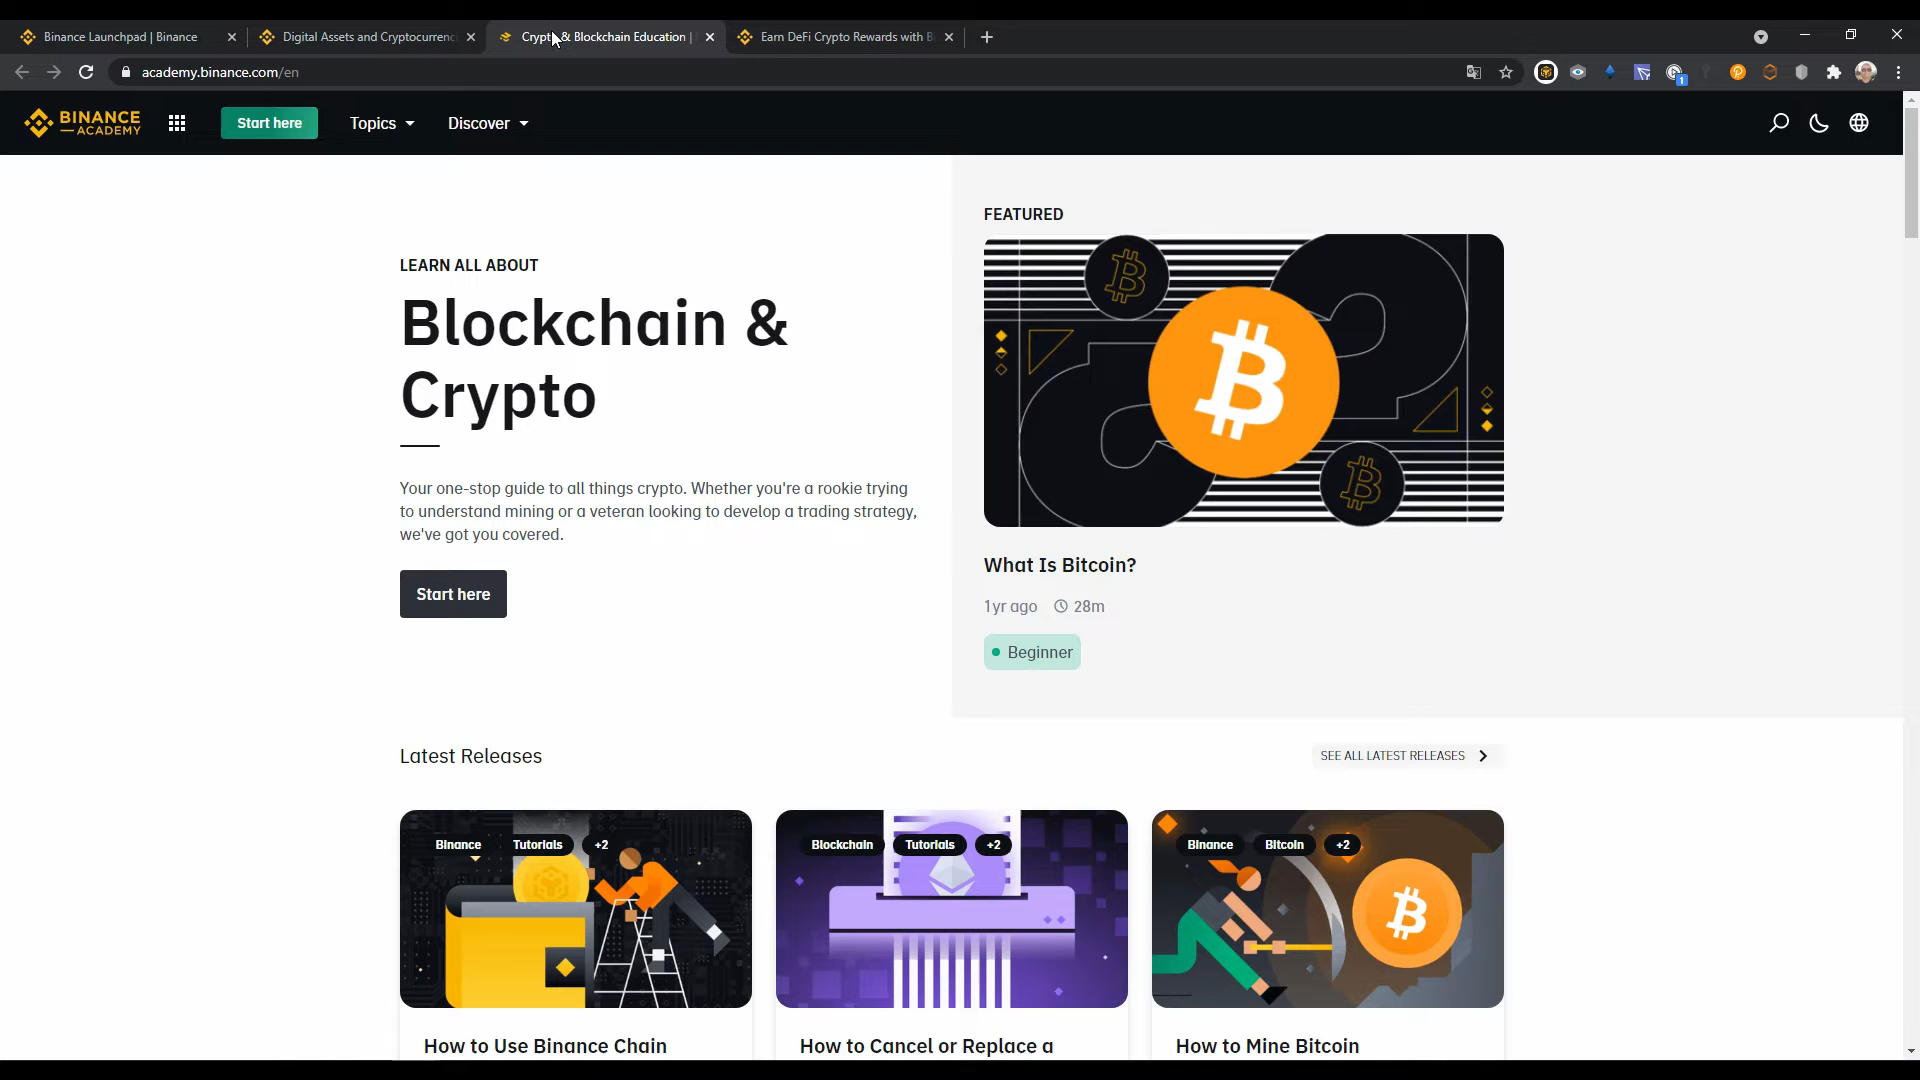 Binance Launchpad | Binance
Digital Assets and Cryptocurrenc
Crypto & Blockchain Education |
Earn DeFi Crypto Rewards with B
academy.binance.com/en
1
BINANCE
ACADEMY
Start here
Topics
Discover
LEARN ALL ABOUT
Blockchain &
Crypto
Your one-stop guide to all things crypto. Whether you're a rookie trying
to understand mining or a veteran looking to develop a trading strategy,
we've got you covered.
Start here
FEATURED
What Is Bitcoin?
1yr ago 28m
Beginner
Latest Releases
SEE ALL LATEST RELEASES
Binance Tutorials +2
How to Use Binance Chain
Blockchain Tutorials +2
How to Cancel or Replace a
Binance Bitcoin +2
How to Mine Bitcoin